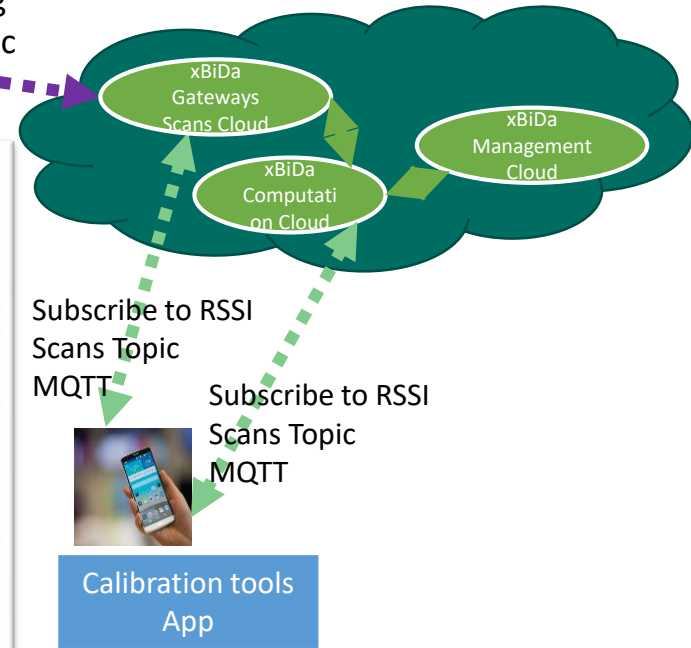 g
c
xBiDa
Gateways
Scans Cloud
xBiDa
Management
Cloud
xBiDa
Computati
on Cloud
Subscribe to RSSI
Scans Topic
MQTT
Subscribe to RSSI
Scans Topic
MQTT
Calibration tools
App